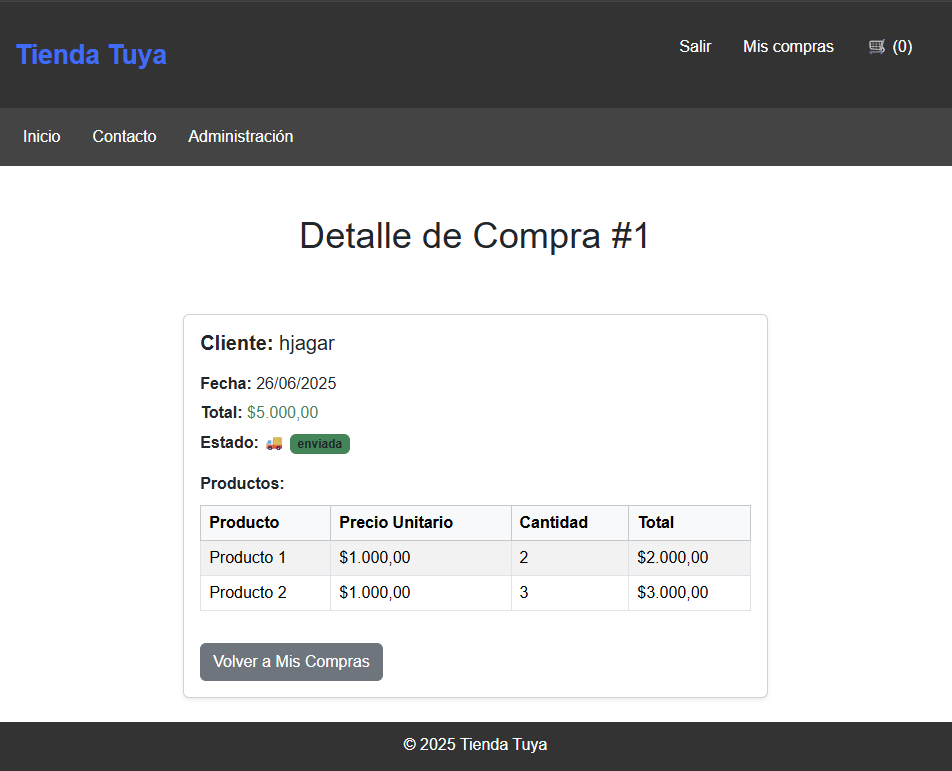 Tienda Tuya
Salir Mis compras (0)
Inicio Contacto Administración
Detalle de Compra #1
Cliente: hjagar
Fecha: 26/06/2025
Total: $5.000,00
Estado: enviada
Productos:
Producto Precio Unitario Cantidad Total
Producto 1 $1.000,00 2 $2.000,00
Producto 2 $1.000,00 3 $3.000,00
Volver a Mis Compras
© 2025 Tienda Tuya